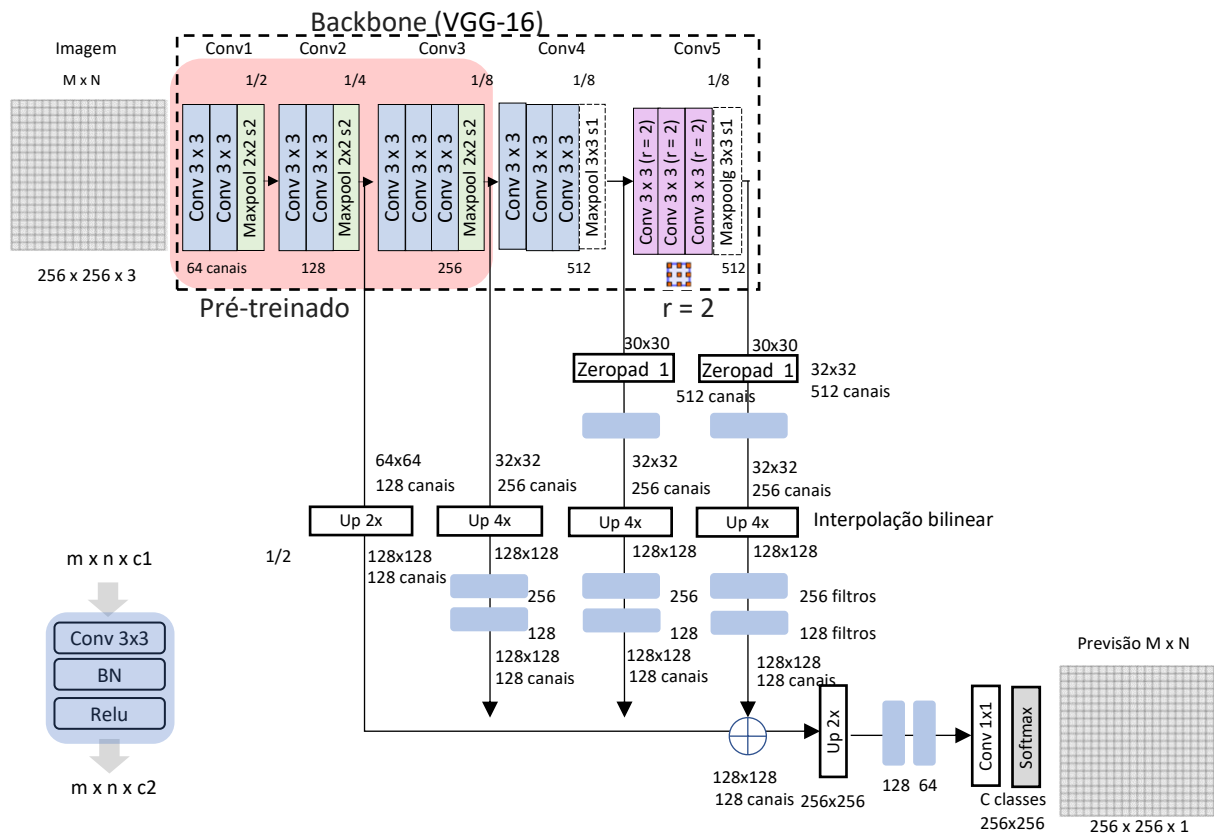 Backbone (VGG-16)
Imagem
M x N
Conv1
Conv2
Conv3
Conv4
Conv5
1/2
1/4
1/8
1/8
1/8
Conv 3 x 3
Conv 3 x 3
Maxpool 2x2 s2
Conv 3 x 3
Conv 3 x 3
Maxpool 2x2 s2
Conv 3 x 3
Conv 3 x 3
Conv 3 x 3
Maxpool 2x2 s2
Conv 3 x 3
Conv 3 x 3
Conv 3 x 3
Maxpool 3x3 s1
Conv 3 x 3 (r = 2)
Conv 3 x 3 (r = 2)
Conv 3 x 3 (r = 2)
Maxpoolg 3x3 s1
64 canais
128
256
512
512
256 x 256 x 3
Pré-treinado
r = 2
30x30
Zeropad 1
512 canais
30x30
Zeropad 1
32x32
512 canais
64x64
128 canais
32x32
256 canais
32x32
256 canais
32x32
256 canais
Up 2x
Up 4x
Up 4x
Up 4x
Interpolação bilinear
1/2
128x128
128 canais
128x128
128x128
128x128
256
256
256 filtros
128
128
128 filtros
128x128
128 canais
128x128
128 canais
128x128
128 canais
m x n x c1
Conv 3x3
BN
Relu
m x n x c2
128x128
128 canais
Up 2x
256x256
128
64
Conv 1x1
Softmax
C classes
256x256
Previsão M x N
256 x 256 x 1